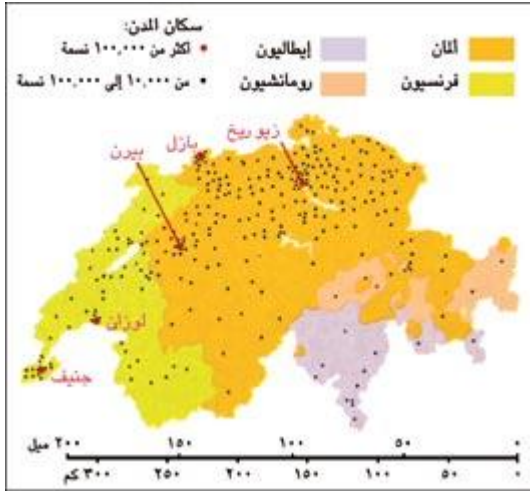 سكان المدن:
أكثر من ١٠٠,٠٠٠ نسمة
من ١٠,٠٠٠ إلى ١٠٠,٠٠٠ نسمة
ألمان
إيطاليون
فرنسيون
رومانشيون
زيوريخ
بازل
بيرن
لوزان
جنيف
٠ ٥٠ ١٠٠ ١٥٠ ٢٠٠ ميل
٠ ٥٠ ١٠٠ ١٥٠ ٢٠٠ ٢٥٠ ٣٠٠ كم